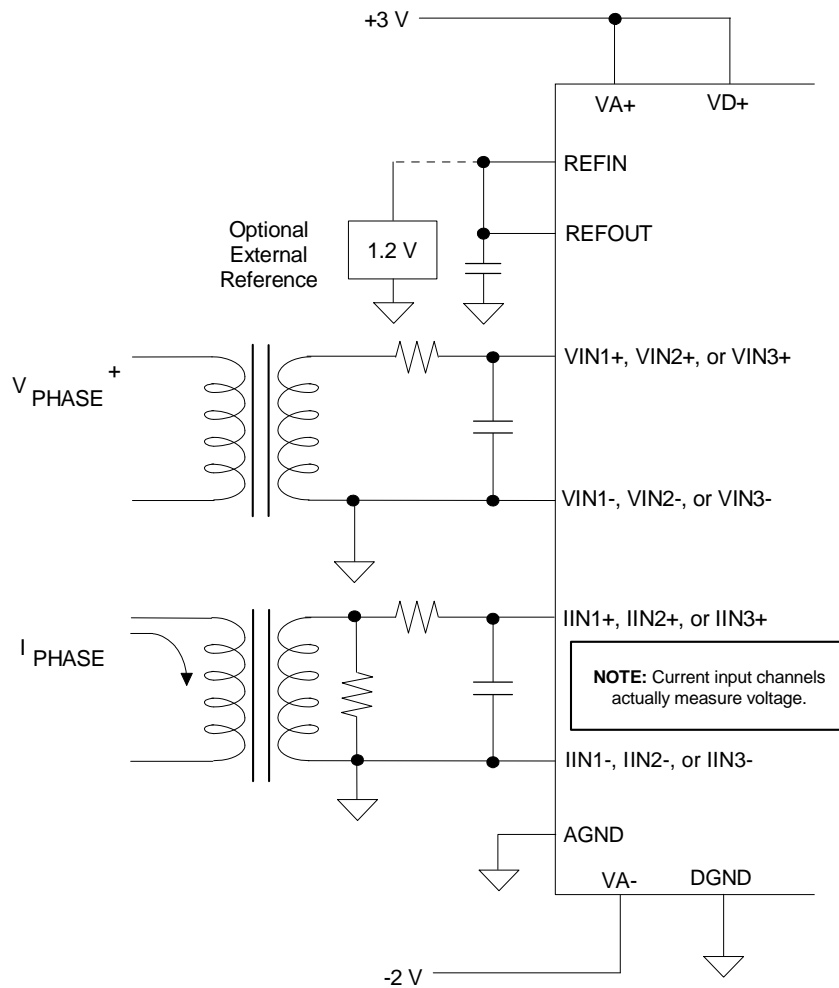 +3 V
VA+
VD+
REFIN
REFOUT
Optional
External
Reference
1.2 V
VIN1+, VIN2+, or VIN3+
+
V PHASE
VIN1-, VIN2-, or VIN3-
IIN1+, IIN2+, or IIN3+
I PHASE
NOTE: Current input channels
actually measure voltage.
IIN1-, IIN2-, or IIN3-
AGND
VA-
DGND
-2 V